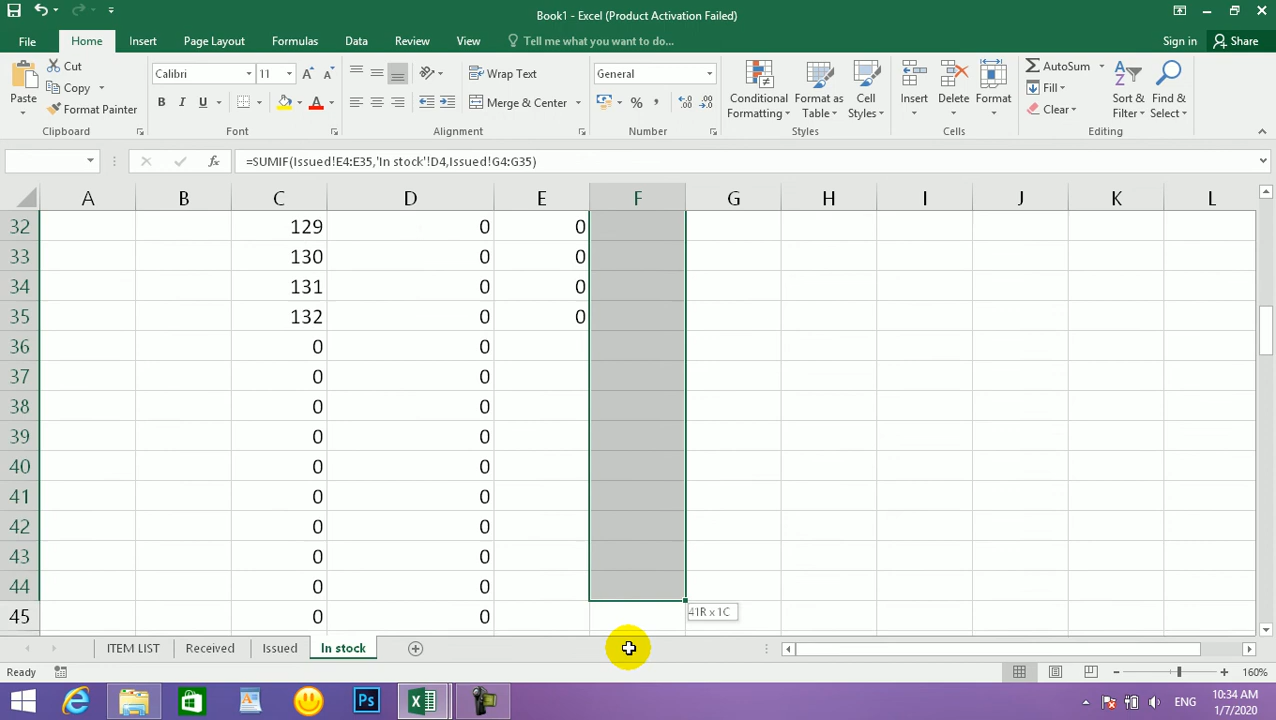 Book1 - Excel (Product Activation Failed)
File Home Insert Page Layout Formulas Data Review View Tell me what you want to do... Sign in Share
Paste Cut Copy Format Painter Clipboard
Calibri 11 B I U A Font
Wrap Text Merge & Center Alignment
General % Number
Conditional Formatting Format as Table Cell Styles Styles
Insert Delete Format Cells
AutoSum Fill Clear Sort & Filter Find & Select Editing
fx =SUMIF(Issued!E4:E35,'In stock'!D4,Issued!G4:G35)
A B C D E F G H I J K L
32 129 0 0
33 130 0 0
34 131 0 0
35 132 0 0
36 0 0
37 0 0
38 0 0
39 0 0
40 0 0
41 0 0
42 0 0
43 0 0
44 0 0
41R x 1C
45 0 0
ITEM LIST Received Issued In stock
Ready 160%
Ps ENG 10:34 AM
1/7/2020